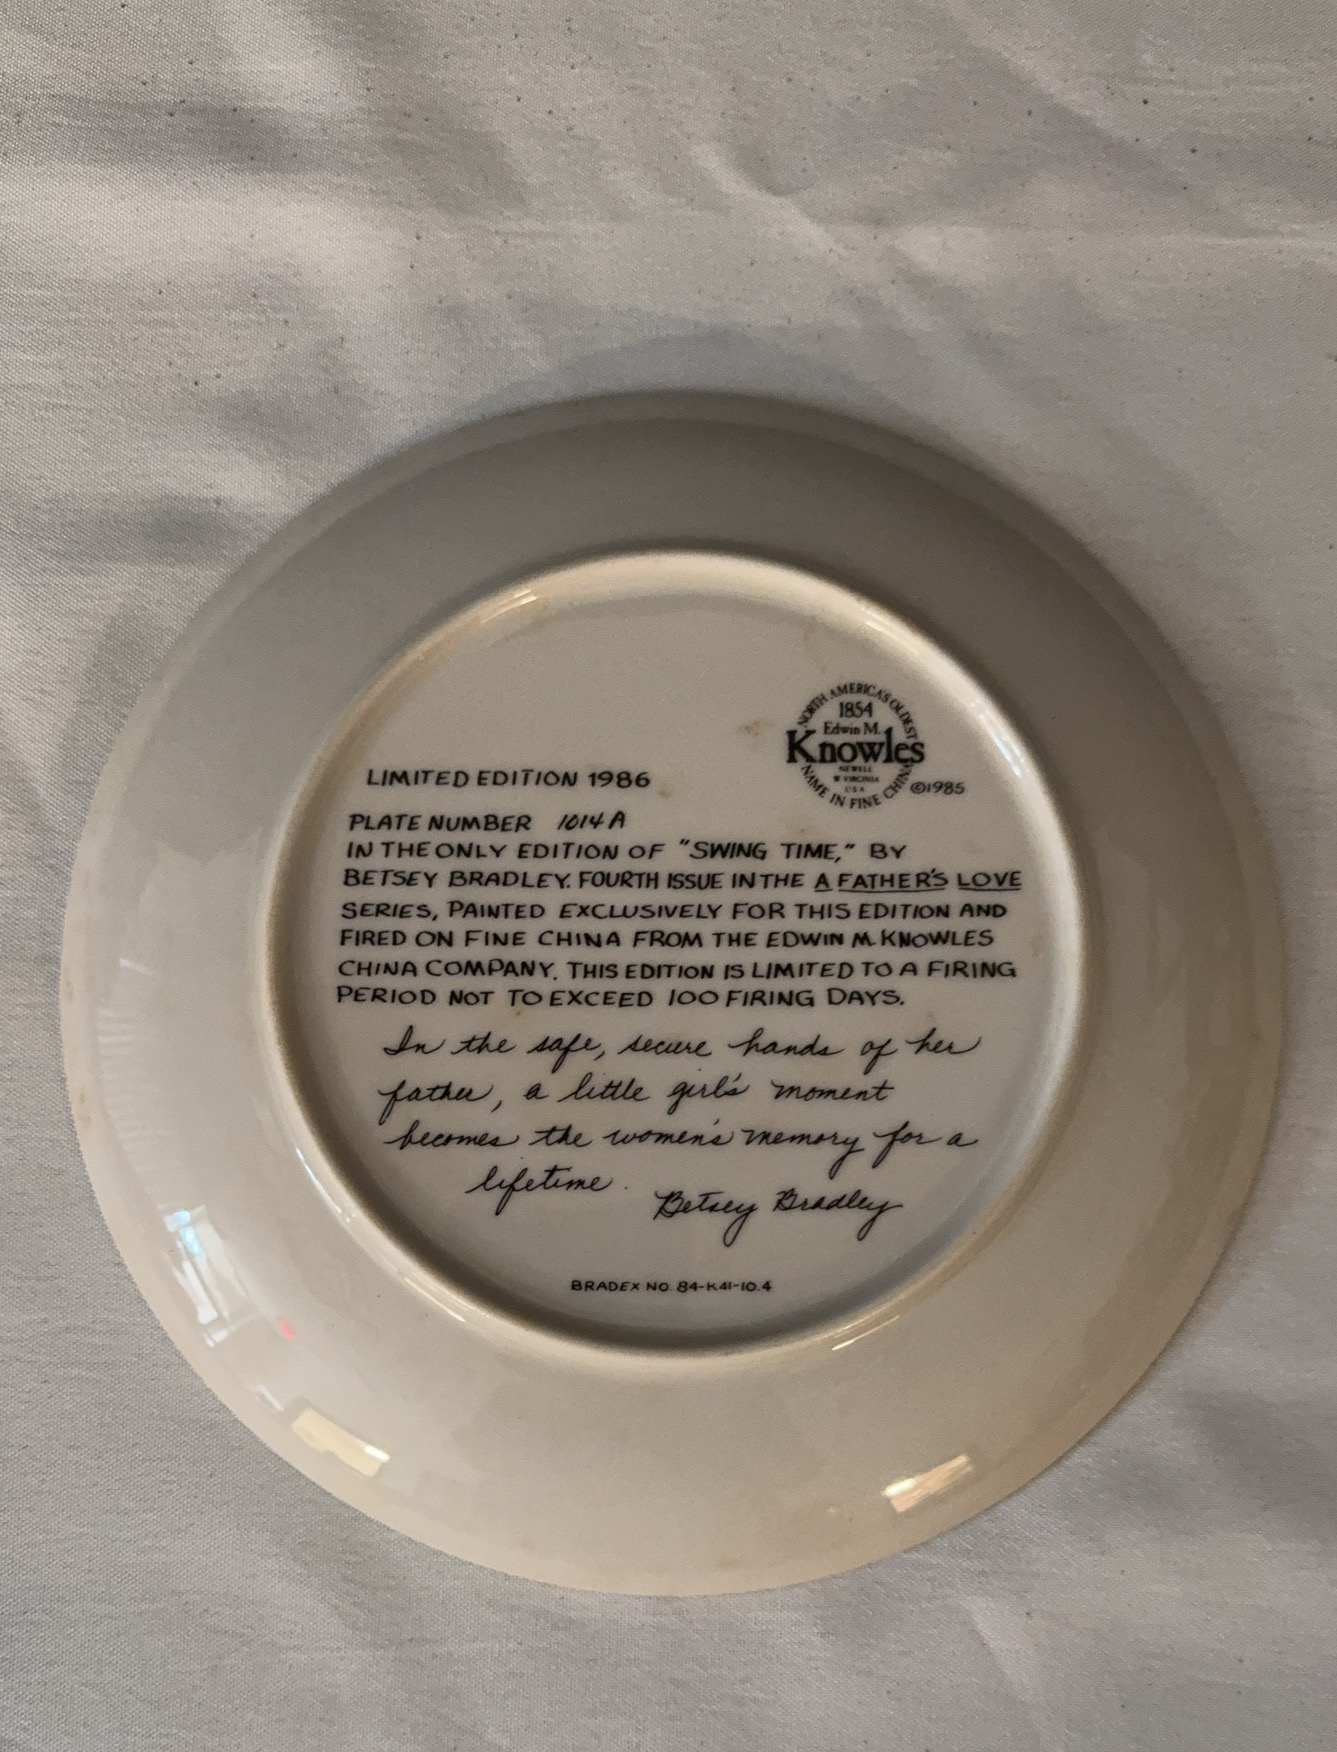 NORTH AMERICA'S OLDEST
1854
Edwin M.
Knowles
NEWELL
W VIRGINIA
USA
NAME IN FINE CHINA
©1985
LIMITED EDITION 1986
PLATE NUMBER 1014A
IN THE ONLY EDITION OF "SWING TIME," BY
BETSEY BRADLEY. FOURTH ISSUE IN THE A FATHER'S LOVE
SERIES, PAINTED EXCLUSIVELY FOR THIS EDITION AND
FIRED ON FINE CHINA FROM THE EDWIN M. KNOWLES
CHINA COMPANY. THIS EDITION IS LIMITED TO A FIRING
PERIOD NOT TO EXCEED 100 FIRING DAYS.
In the safe, secure hands of her
father, a little girl's moment
becomes the women's memory for a
lifetime.
Betsey Bradley
BRADEX NO. 84-K41-10.4